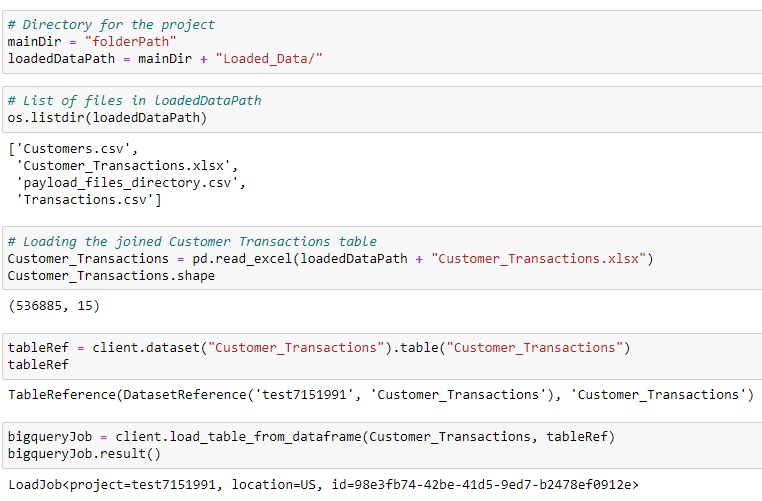 # Directory for the project
mainDir = "folderPath"
loadedDataPath = mainDir + "Loaded_Data/"
# List of files in loadedDataPath
os.listdir(loadedDataPath)
['Customers.csv',
 'Customer_Transactions.xlsx',
 'payload_files_directory.csv',
 'Transactions.csv']
# Loading the joined Customer Transactions table
Customer_Transactions = pd.read_excel(loadedDataPath + "Customer_Transactions.xlsx")
Customer_Transactions.shape
(536885, 15)
tableRef = client.dataset("Customer_Transactions").table("Customer_Transactions")
tableRef
TableReference(DatasetReference('test7151991', 'Customer_Transactions'), 'Customer_Transactions')
bigqueryJob = client.load_table_from_dataframe(Customer_Transactions, tableRef)
bigqueryJob.result()
LoadJob<project=test7151991, location=US, id=98e3fb74-42be-41d5-9ed7-b2478ef0912e>